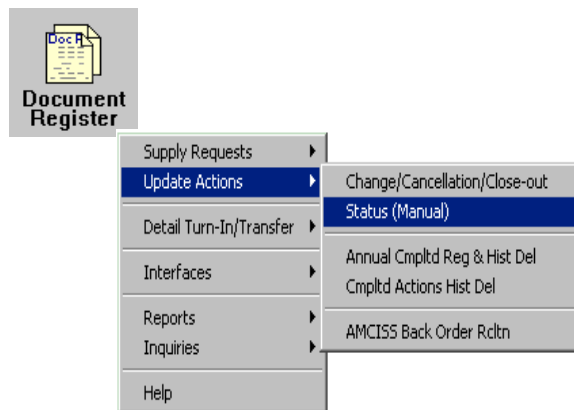 Doc R
Document
Register
Supply Requests
Update Actions
Detail Turn-In/Transfer
Interfaces
Reports
Inquiries
Help
Change/Cancellation/Close-out
Status (Manual)
Annual Cmpltd Reg & Hist Del
Cmpltd Actions Hist Del
AMCISS Back Order Rcltn